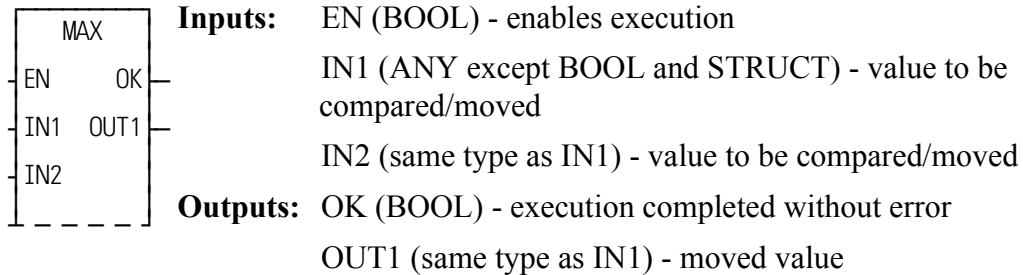 MAX
EN OK
IN1 OUT1
IN2
Inputs: EN (BOOL) - enables execution
IN1 (ANY except BOOL and STRUCT) - value to be
compared/moved
IN2 (same type as IN1) - value to be compared/moved
Outputs: OK (BOOL) - execution completed without error
OUT1 (same type as IN1) - moved value